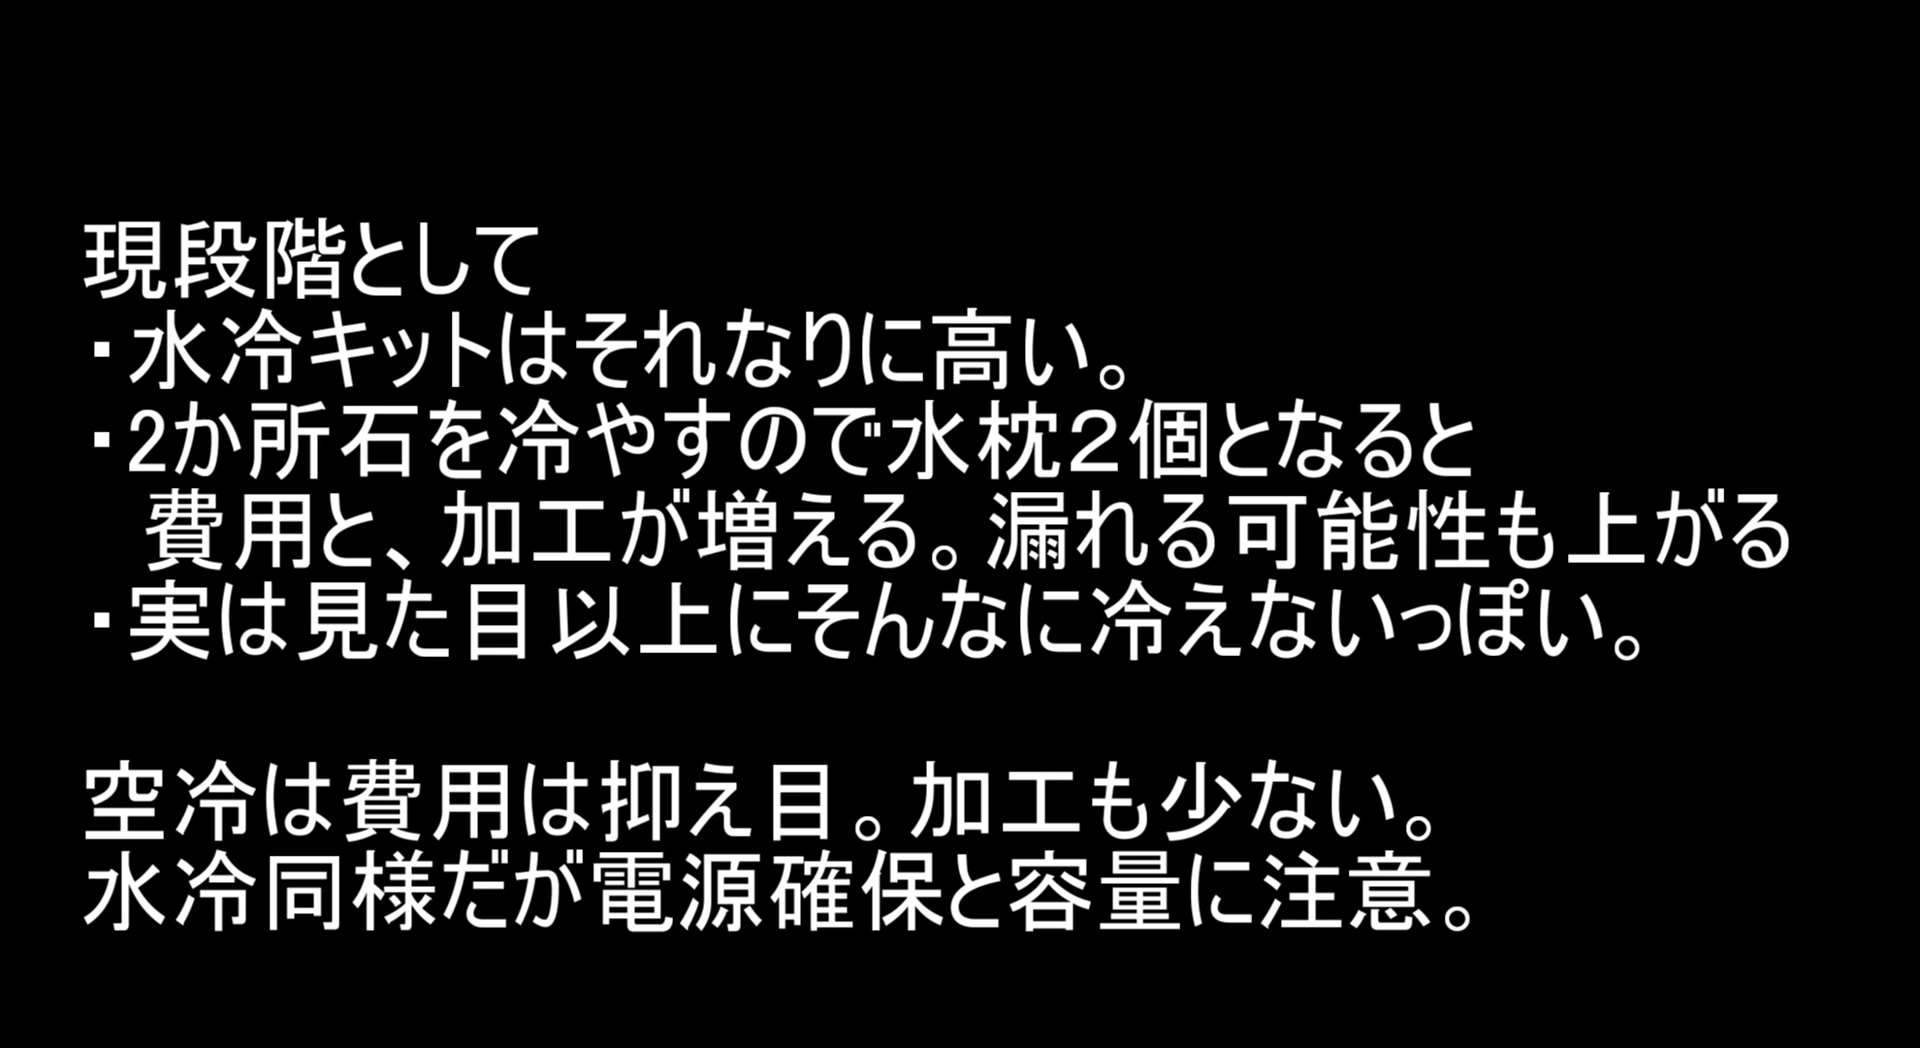 現段階として
・水冷キットはそれなりに高い。
・2か所石を冷やすので水枕２個となると
　費用と、加工が増える。漏れる可能性も上がる
・実は見た目以上にそんなに冷えないっぽい。
空冷は費用は抑え目。加工も少ない。
水冷同様だが電源確保と容量に注意。